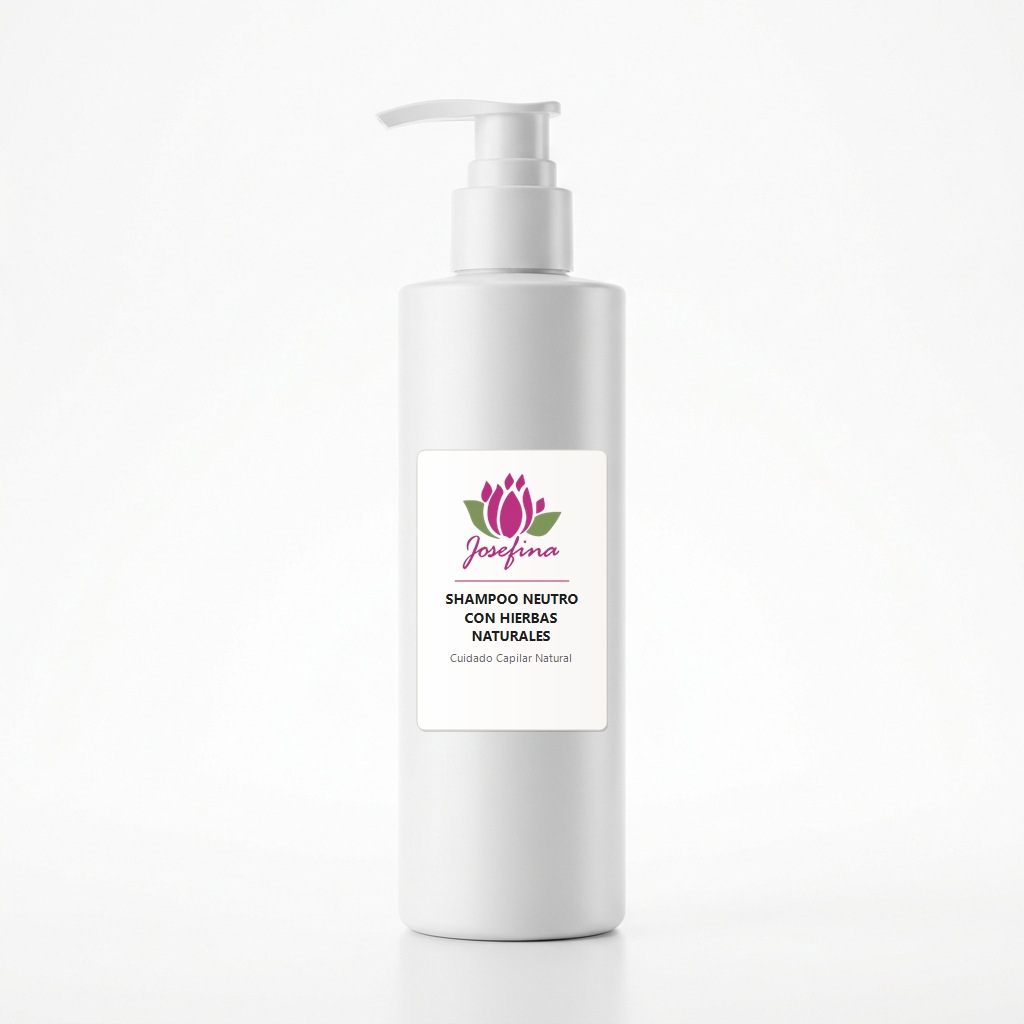 Josefina
SHAMPOO NEUTRO
CON HIERBAS
NATURALES
Cuidado Capilar Natural